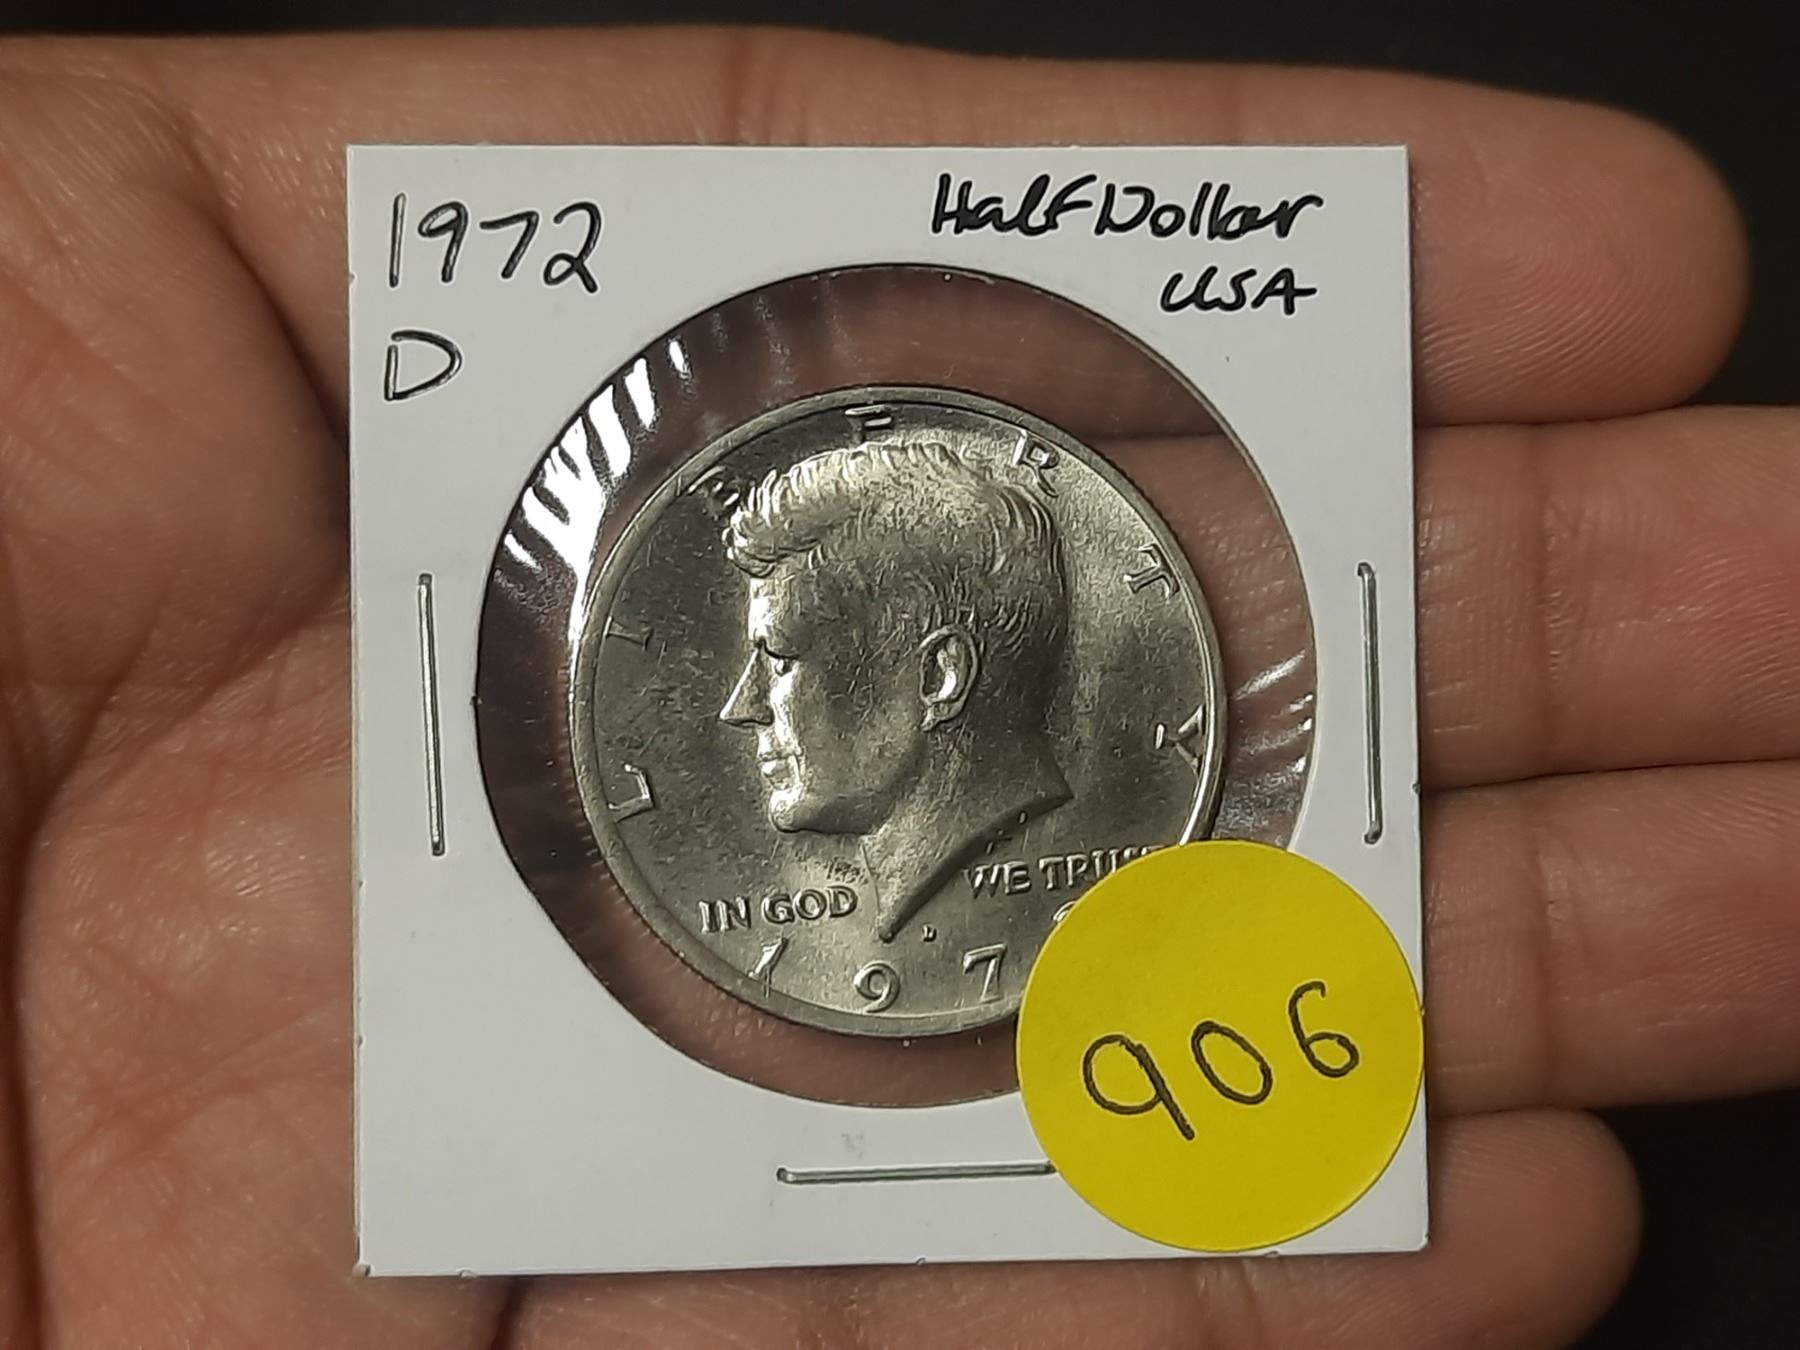 1972
D
Half Dollar
USA
LIBERTY
IN GOD WE TRUST
D
197
906